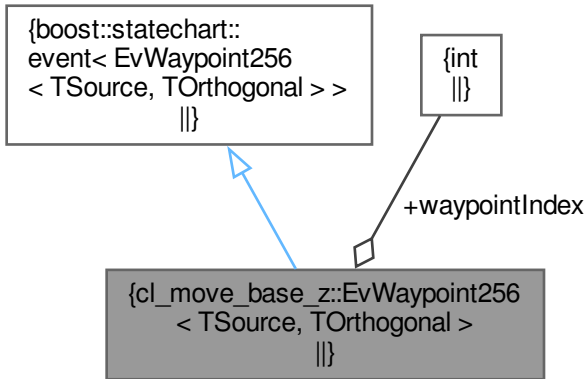 {boost::statechart::
event< EvWaypoint256
< TSource, TOrthogonal > >
||}
{int
||}
+waypointIndex
{cl_move_base_z::EvWaypoint256
< TSource, TOrthogonal >
||}